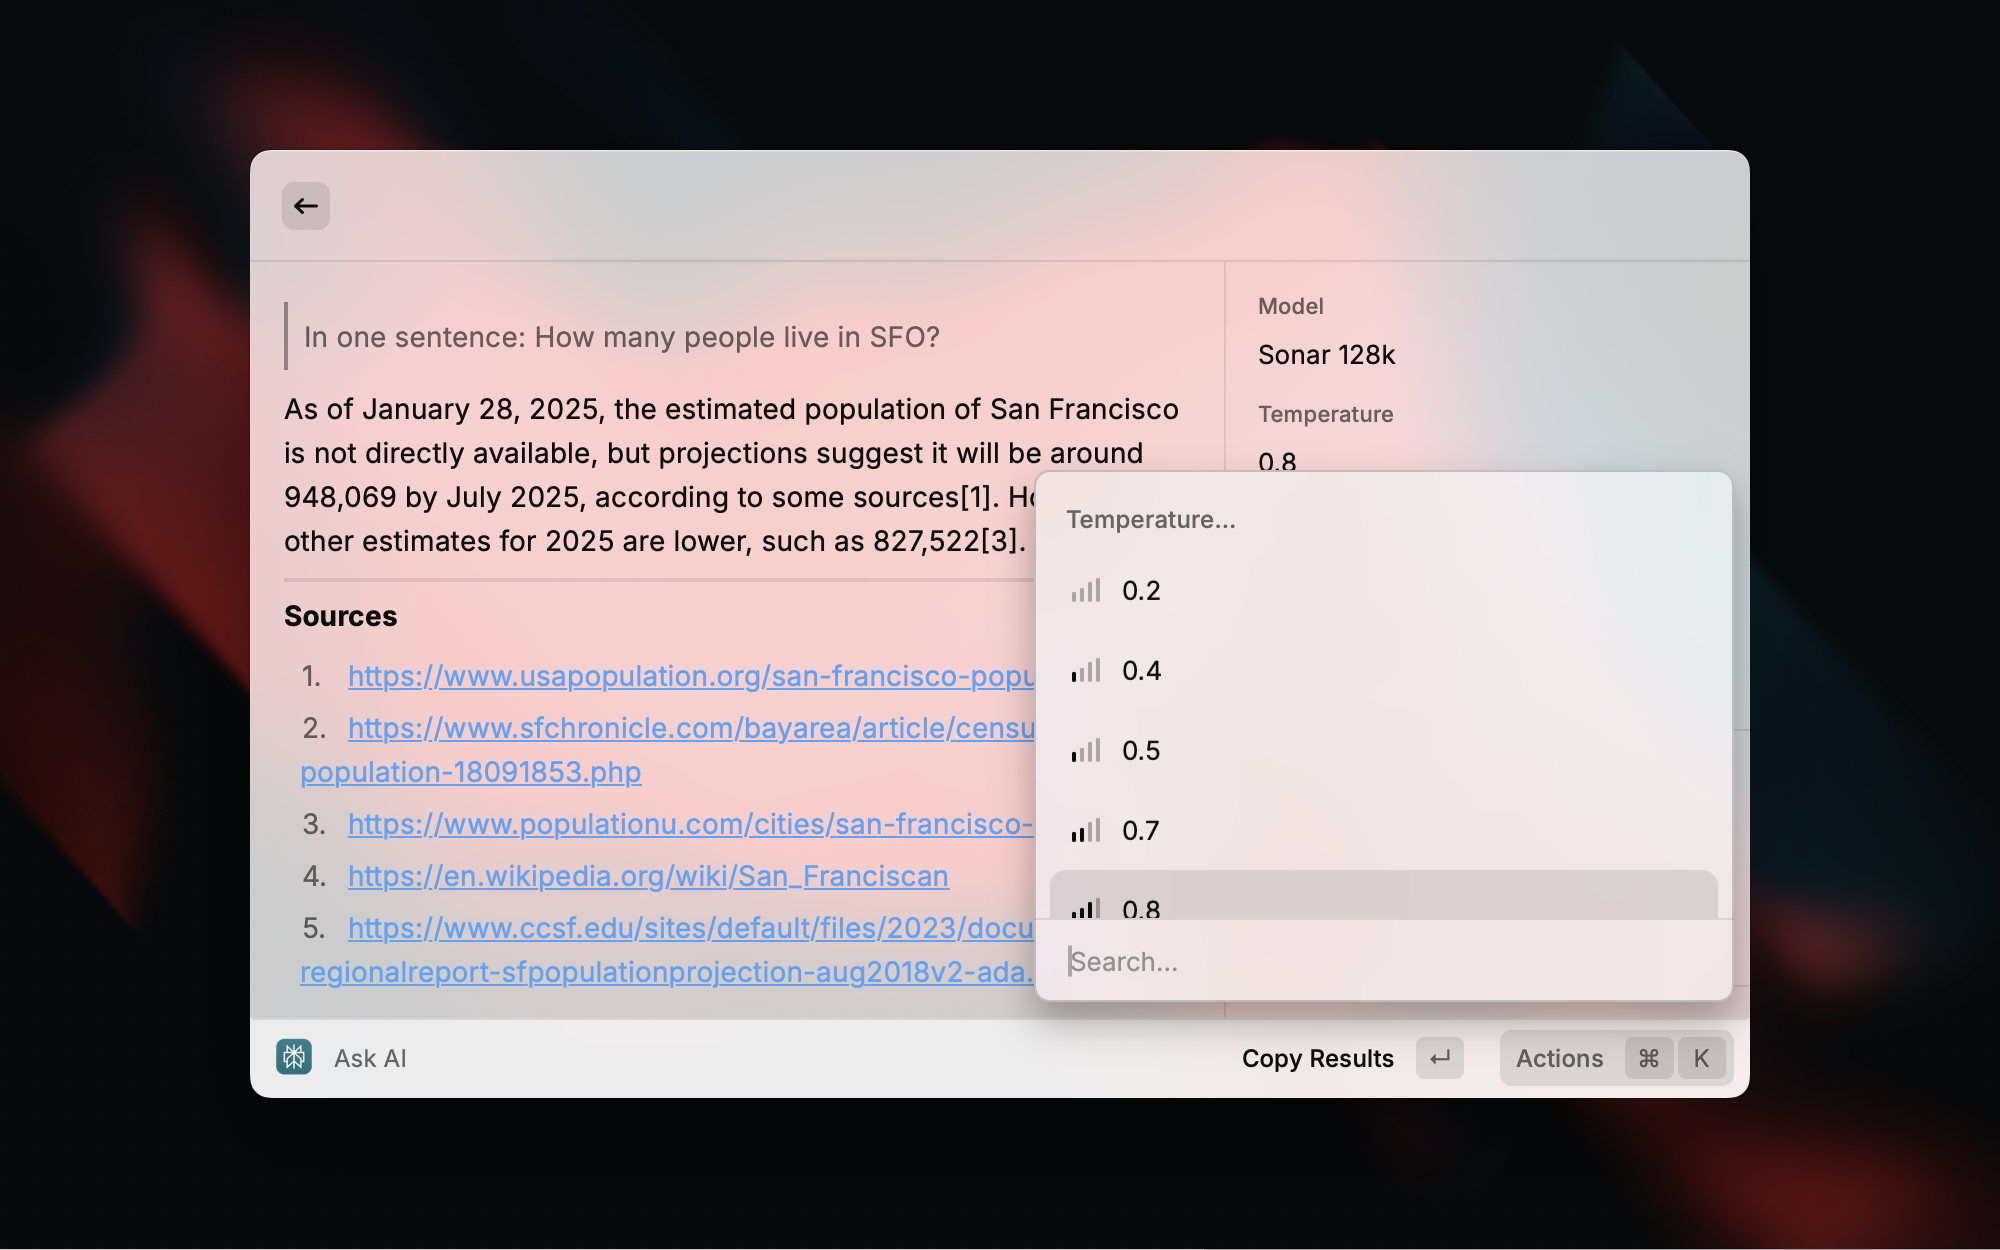 In one sentence: How many people live in SFO?
As of January 28, 2025, the estimated population of San Francisco
is not directly available, but projections suggest it will be around
948,069 by July 2025, according to some sources[1].
other estimates for 2025 are lower, such as 827,522[3].
Sources
1. https://www.usapopulation.org/san-francisco-popu
2. https://www.sfchronicle.com/bayarea/article/censu
population-18091853.php
3. https://www.populationu.com/cities/san-francisco-
4. https://en.wikipedia.org/wiki/San_Franciscan
5. https://www.ccsf.edu/sites/default/files/2023/docu
regionalreport-sfpopulationprojection-aug2018v2-ada.
Model
Sonar 128k
Temperature
0.8
Temperature...
0.2
0.4
0.5
0.7
0.8
Search...
Ask AI
Copy Results
Actions ⌘ K